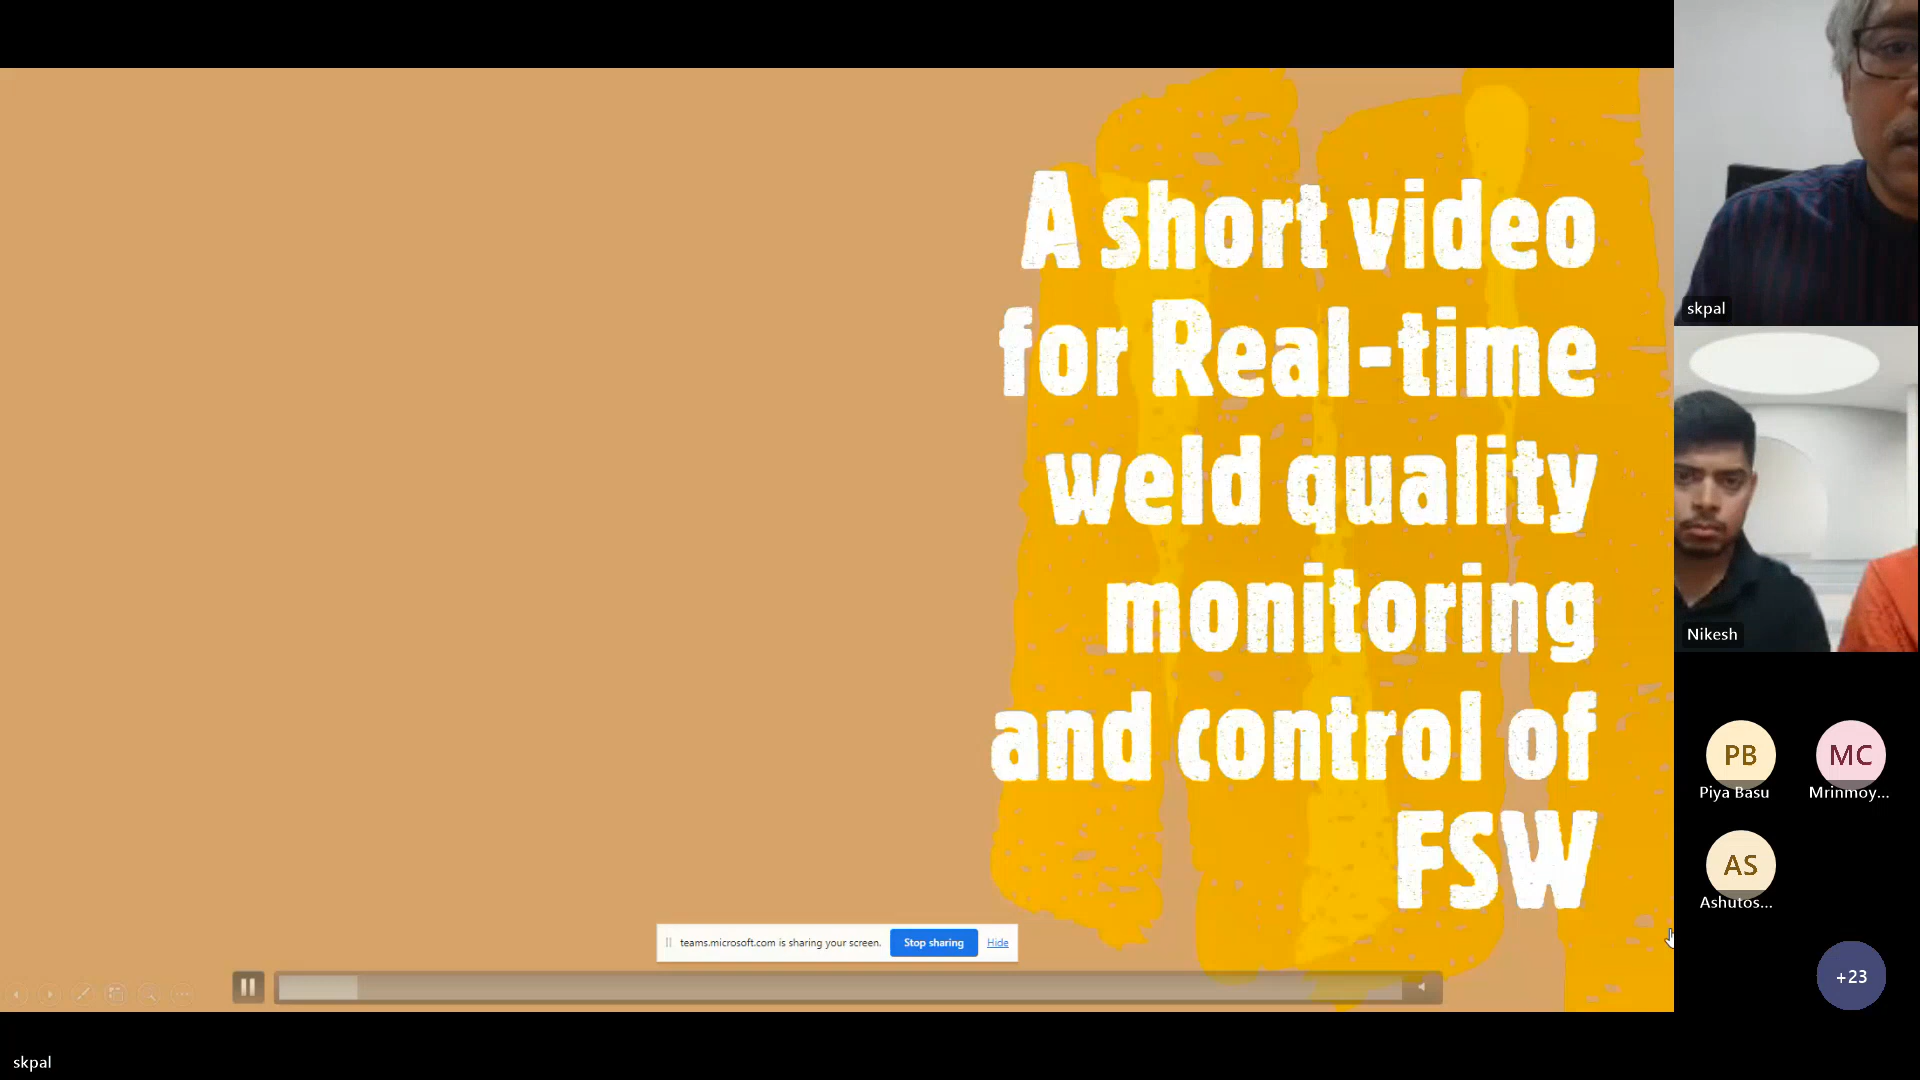 A short video
for Real-time
weld quality
monitoring
and control of
FSW
teams.microsoft.com is sharing your screen. Stop sharing Hide
skpal
Nikesh
PB
Piya Basu
MC
Mrinmoy...
AS
Ashutos...
+23
skpal